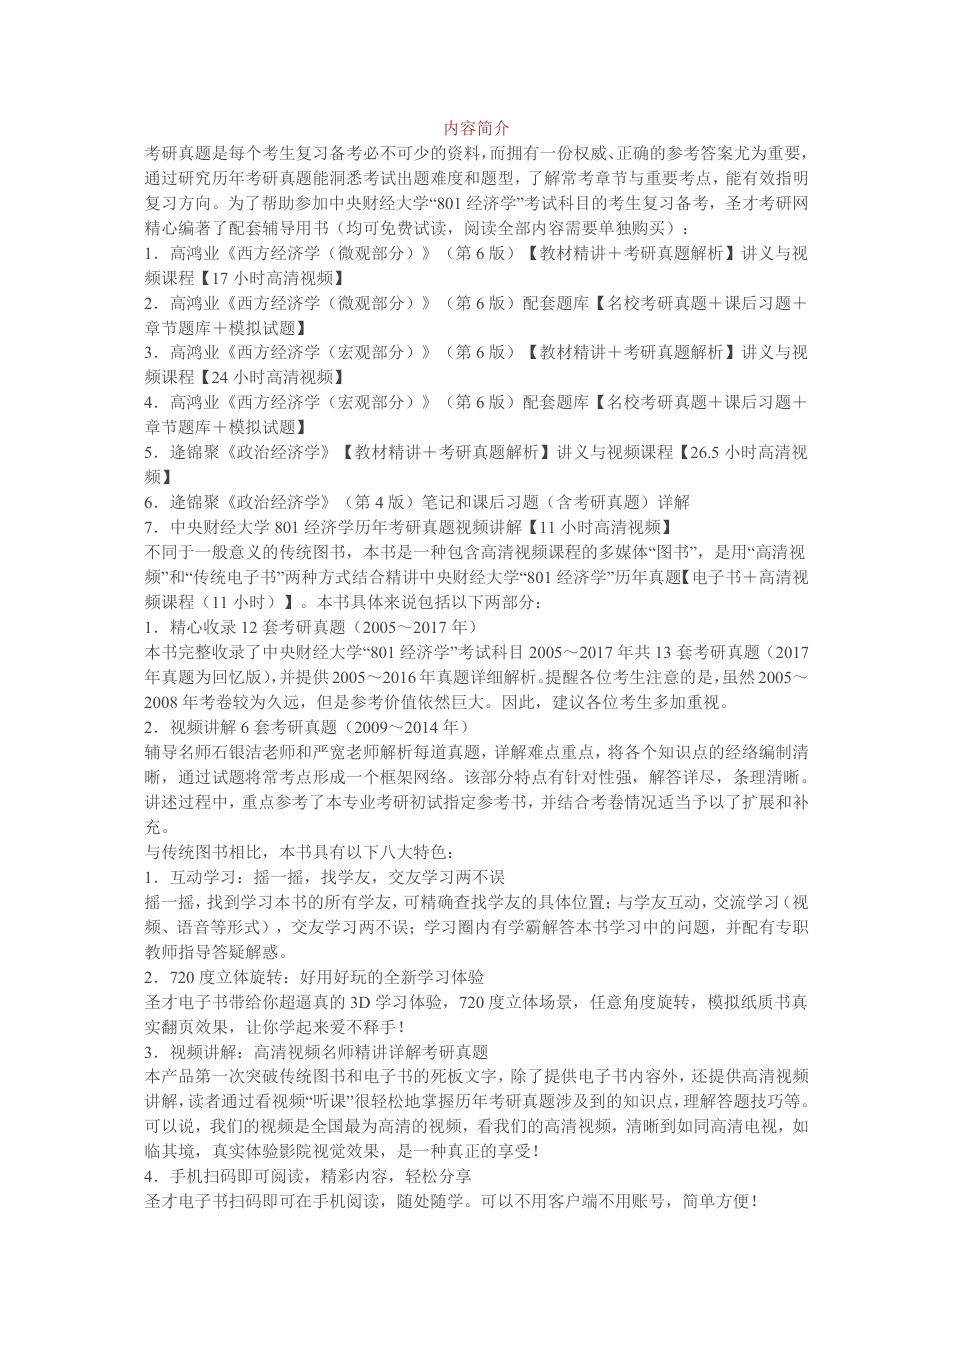 内容简介
考研真题是每个考生复习备考必不可少的资料，而拥有一份权威、正确的参考答案尤为重要，
通过研究历年考研真题能洞悉考试出题难度和题型，了解常考章节与重要考点，能有效指明
复习方向。为了帮助参加中央财经大学“801 经济学”考试科目的考生复习备考，圣才考研网
精心编著了配套辅导用书（均可免费试读，阅读全部内容需要单独购买）：
1．高鸿业《西方经济学（微观部分）》（第 6 版）【教材精讲＋考研真题解析】讲义与视
频课程【17 小时高清视频】
2．高鸿业《西方经济学（微观部分）》（第 6 版）配套题库【名校考研真题＋课后习题＋
章节题库＋模拟试题】
3．高鸿业《西方经济学（宏观部分）》（第 6 版）【教材精讲＋考研真题解析】讲义与视
频课程【24 小时高清视频】
4．高鸿业《西方经济学（宏观部分）》（第 6 版）配套题库【名校考研真题＋课后习题＋
章节题库＋模拟试题】
5．逄锦聚《政治经济学》【教材精讲＋考研真题解析】讲义与视频课程【26.5 小时高清视
频】
6．逄锦聚《政治经济学》（第 4 版）笔记和课后习题（含考研真题）详解
7．中央财经大学 801 经济学历年考研真题视频讲解【11 小时高清视频】
不同于一般意义的传统图书，本书是一种包含高清视频课程的多媒体“图书”，是用“高清视
频”和“传统电子书”两种方式结合精讲中央财经大学“801 经济学”历年真题【电子书＋高清视
频课程（11 小时）】。本书具体来说包括以下两部分：
1．精心收录 12 套考研真题（2005～2017 年）
本书完整收录了中央财经大学“801 经济学”考试科目 2005～2017 年共 13 套考研真题（2017
年真题为回忆版），并提供 2005～2016 年真题详细解析。提醒各位考生注意的是，虽然 2005～
2008 年考卷较为久远，但是参考价值依然巨大。因此，建议各位考生多加重视。
2．视频讲解 6 套考研真题（2009～2014 年）
辅导名师石银洁老师和严宽老师解析每道真题，详解难点重点，将各个知识点的经络编制清
晰，通过试题将常考点形成一个框架网络。该部分特点有针对性强，解答详尽，条理清晰。
讲述过程中，重点参考了本专业考研初试指定参考书，并结合考卷情况适当予以了扩展和补
充。
与传统图书相比，本书具有以下八大特色：
1．互动学习：摇一摇，找学友，交友学习两不误
摇一摇，找到学习本书的所有学友，可精确查找学友的具体位置；与学友互动，交流学习（视
频、语音等形式），交友学习两不误；学习圈内有学霸解答本书学习中的问题，并配有专职
教师指导答疑解惑。
2．720 度立体旋转：好用好玩的全新学习体验
圣才电子书带给你超逼真的 3D 学习体验，720 度立体场景，任意角度旋转，模拟纸质书真
实翻页效果，让你学起来爱不释手！
3．视频讲解：高清视频名师精讲详解考研真题
本产品第一次突破传统图书和电子书的死板文字，除了提供电子书内容外，还提供高清视频
讲解，读者通过看视频“听课”很轻松地掌握历年考研真题涉及到的知识点，理解答题技巧等。
可以说，我们的视频是全国最为高清的视频，看我们的高清视频，清晰到如同高清电视，如
临其境，真实体验影院视觉效果，是一种真正的享受！
4．手机扫码即可阅读，精彩内容，轻松分享
圣才电子书扫码即可在手机阅读，随处随学。可以不用客户端不用账号，简单方便！